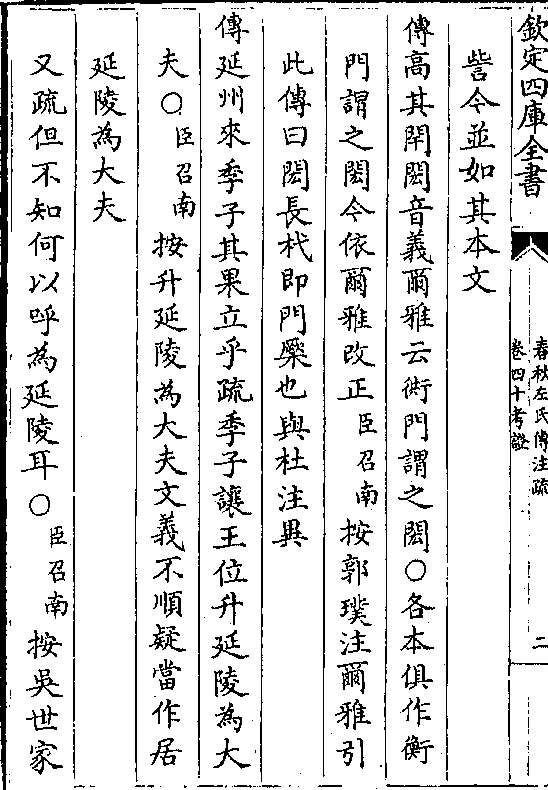 欽定四庫全書
春秋左氏傳注疏
卷四十考證
二
訾今並如其本文
傳高其閈閎音義爾雅云術門謂之閎○各本俱作衡
門謂之閎今依爾雅改正臣召南按郭璞注爾雅引
此傳曰閎長杙即門橜也與杜注異
傳延州來季子其果立乎疏季子讓王位升延陵為大
夫○臣召南按升延陵為大夫文義不順疑當作居
延陵為大夫
又疏但不知何以呼為延陵耳○臣召南按吳世家